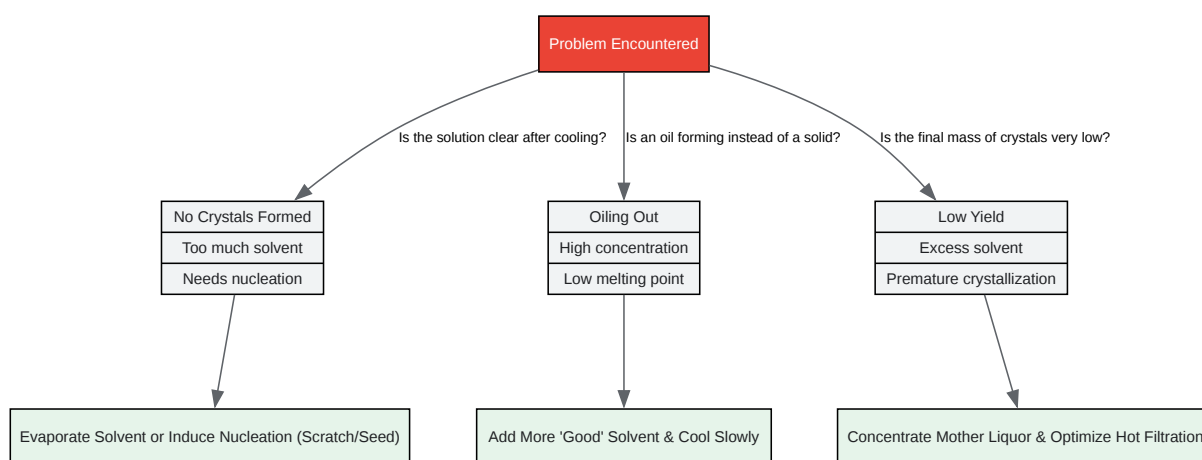 Problem Encountered
Is the solution clear after cooling?
Is an oil forming instead of a solid?
Is the final mass of crystals very low?
No Crystals Formed
Too much solvent
Needs nucleation
Oiling Out
High concentration
Low melting point
Low Yield
Excess solvent
Premature crystallization
Evaporate Solvent or Induce Nucleation (Scratch/Seed)
Add More 'Good' Solvent & Cool Slowly
Concentrate Mother Liquor & Optimize Hot Filtration